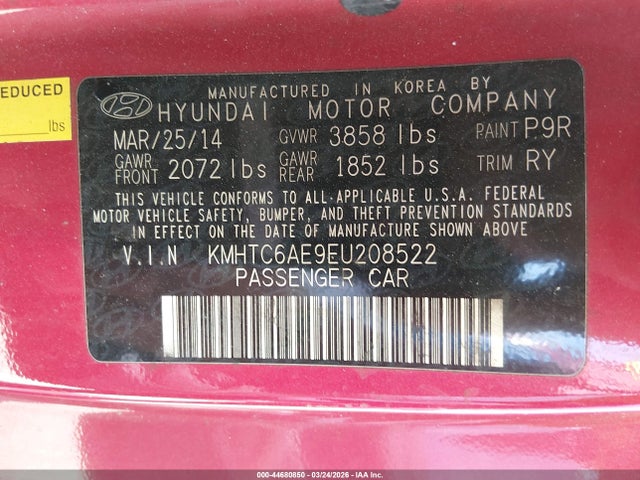 EDUCED
lbs
MANUFACTURED IN KOREA BY
HYUNDAI MOTOR COMPANY
MAR/25/14 GVWR 3858 lbs PAINT P9R
GAWR FRONT 2072 lbs GAWR REAR 1852 lbs TRIM RY
THIS VEHICLE CONFORMS TO ALL APPLICABLE U.S.A. FEDERAL
MOTOR VEHICLE SAFETY, BUMPER, AND THEFT PREVENTION STANDARDS
IN EFFECT ON THE DATE OF MANUFACTURE SHOWN ABOVE.
V.I.N KMHTC6AE9EU208522
PASSENGER CAR
000-44680850 | 03/24/2026 | IAA Inc.